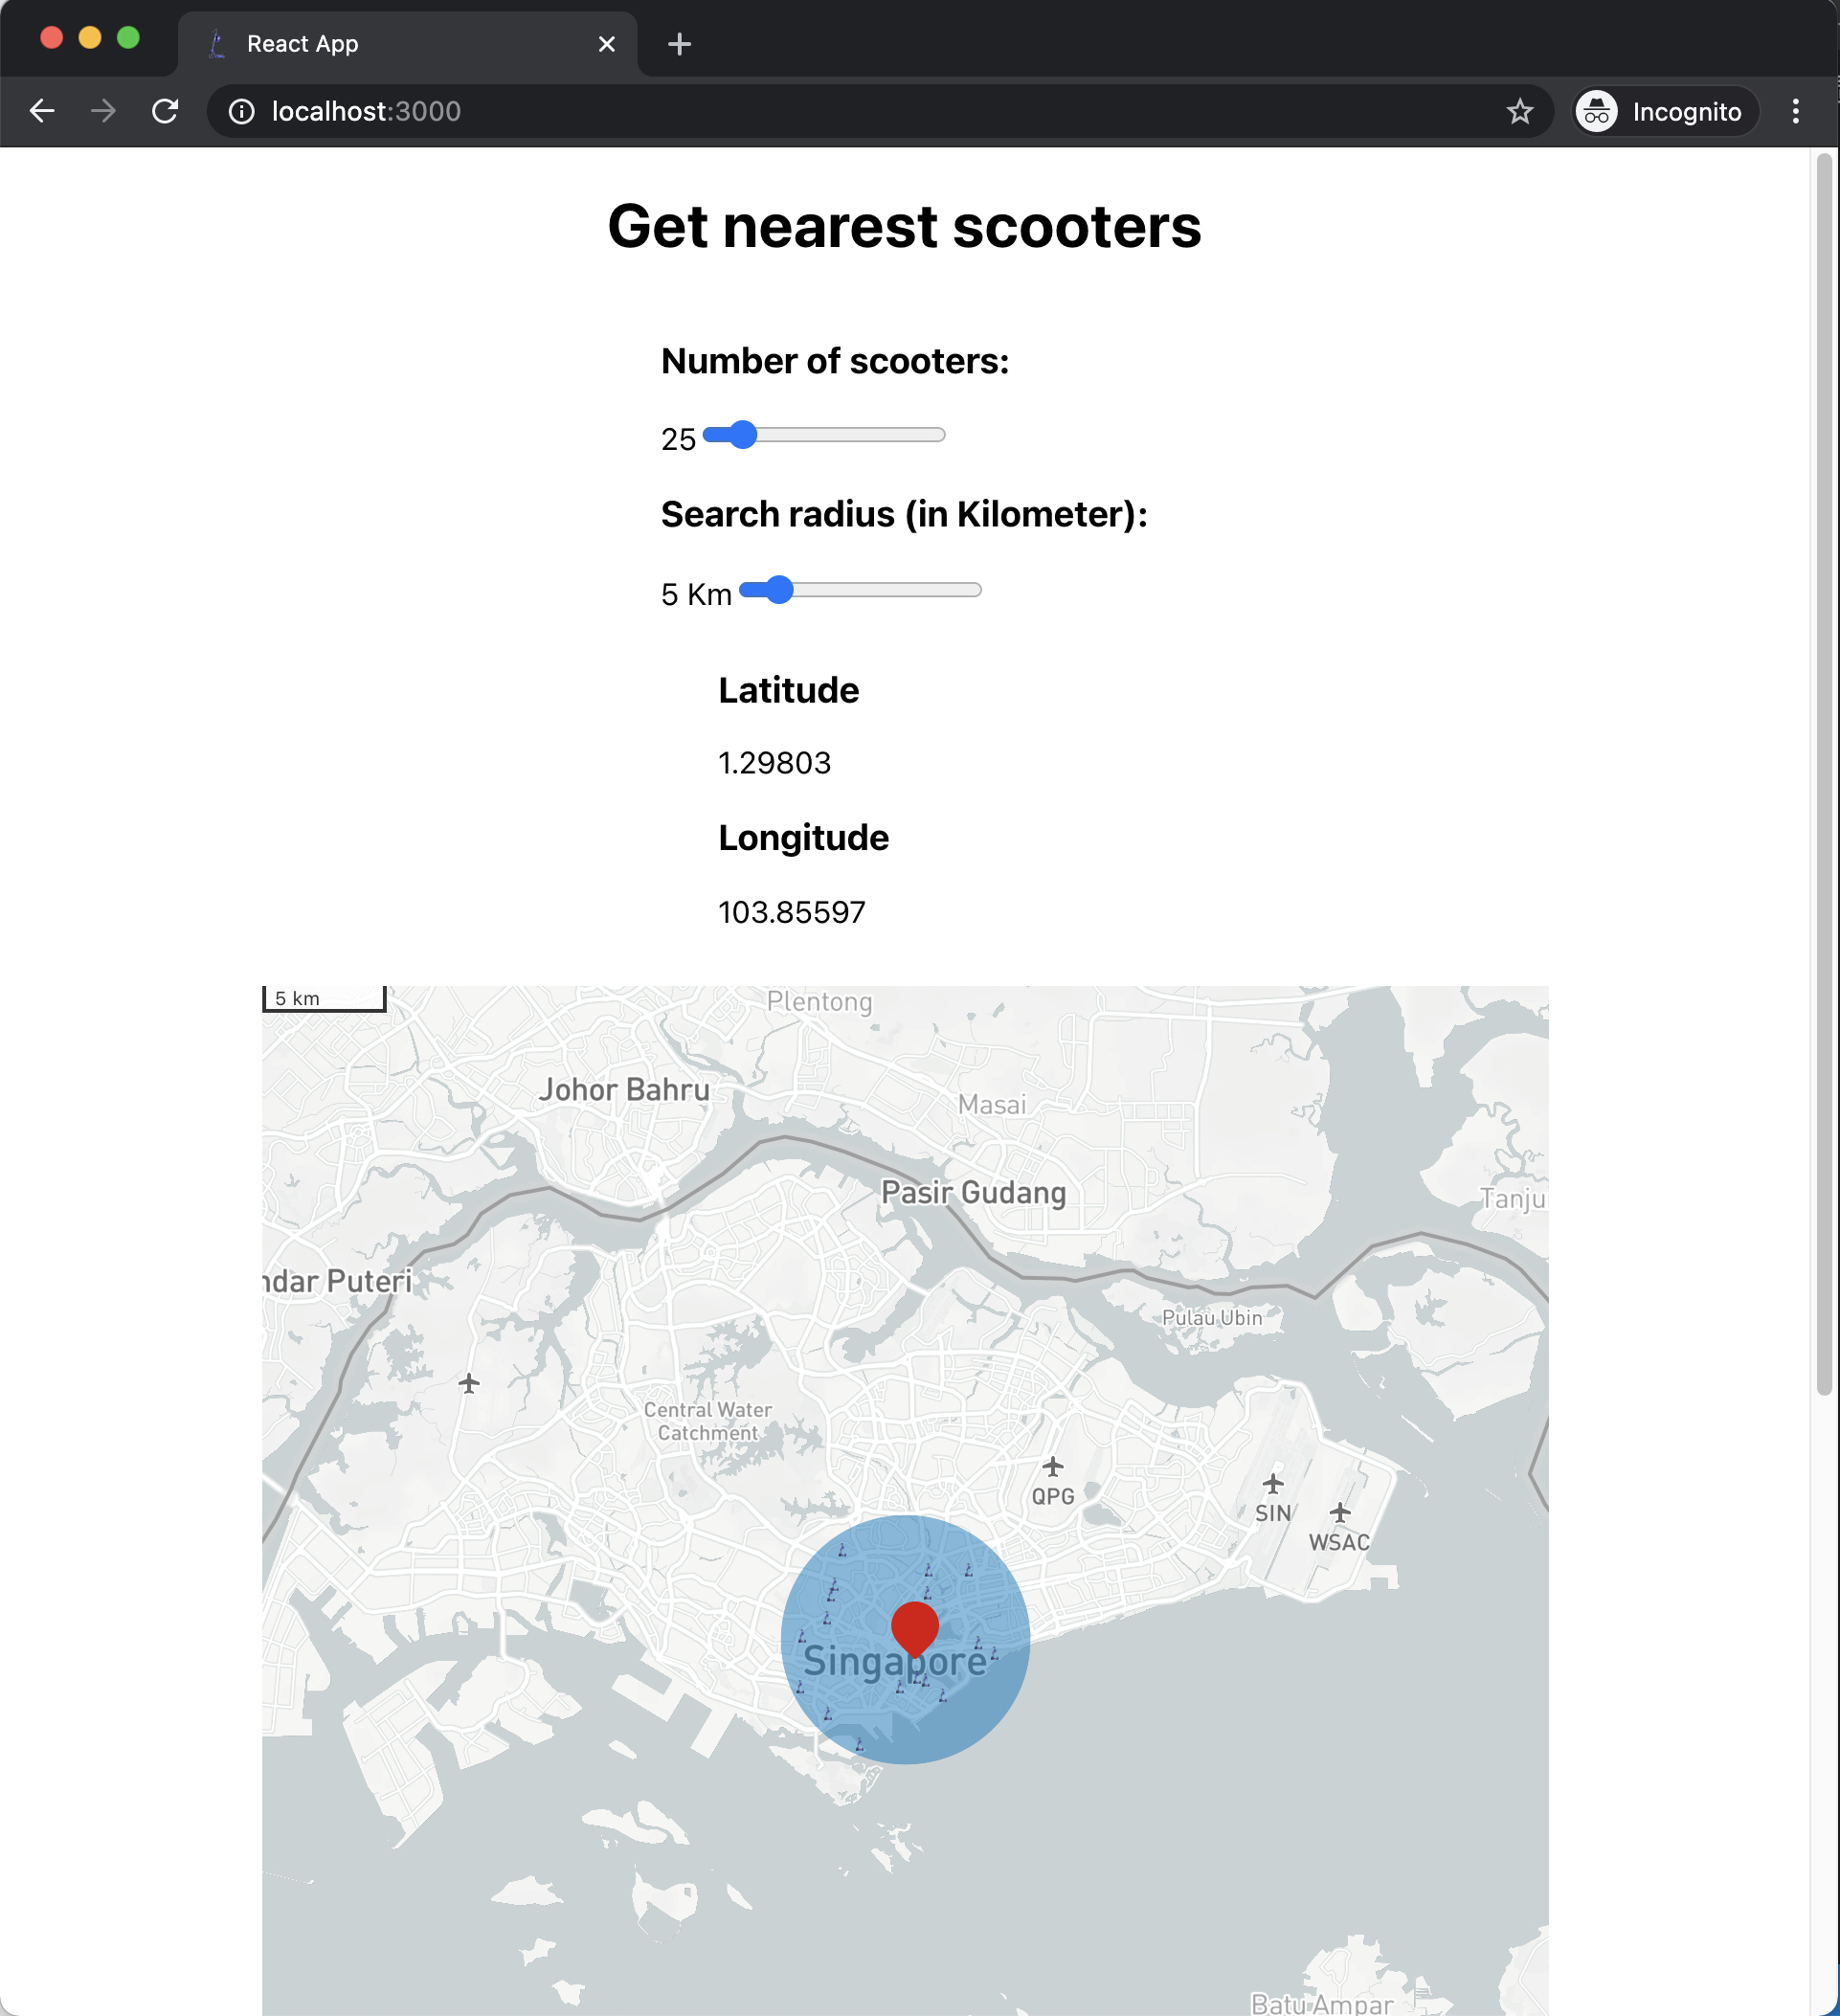 React App
localhost:3000
Incognito
Get nearest scooters
Number of scooters:
25
Search radius (in Kilometer):
5 Km
Latitude
1.29803
Longitude
103.85597
5 km
Plentong
Johor Bahru
Masai
Pasir Gudang
Tanju
ndar Puteri
Pulau Ubin
Central Water
Catchment
QPG
SIN
WSAC
Singapore
Batu Ampar